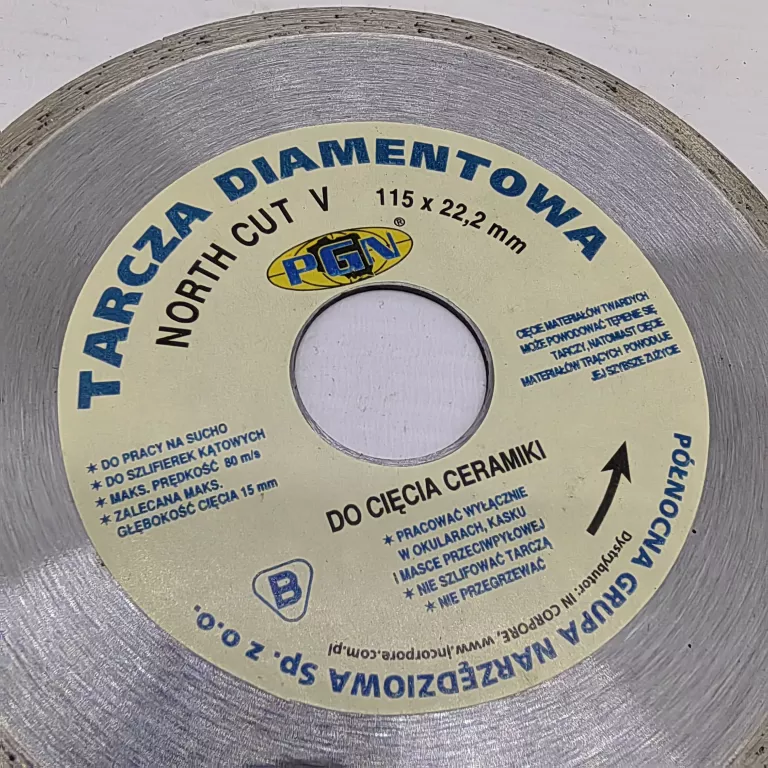 TARCZA DIAMENTOWA
NORTH CUT V
115 x 22,2 mm
PGN®
CIĘCIE MATERIAŁÓW TWARDYCH
MOŻE POWODOWAĆ TĘPIENIE SIĘ
TARCZY, NATOMIAST CIĘCIE
MATERIAŁÓW TRĄCYCH POWODUJE
JEJ SZYBSZE ZUŻYCIE
* DO PRACY NA SUCHO
* DO SZLIFIEREK KĄTOWYCH
* MAKS. PRĘDKOŚĆ 80 m/s
* ZALECANA MAKS.
GŁĘBOKOŚĆ CIĘCIA 15 mm
DO CIĘCIA CERAMIKI
* PRACOWAĆ WYŁĄCZNIE
W OKULARACH, KASKU
I MASCE PRZECIWPYŁOWEJ
* NIE SZLIFOWAĆ TARCZĄ
* NIE PRZEGRZEWAĆ
B
Dystrybutor: IN CORPORE, www.incorpore.com.pl
PÓŁNOCNA GRUPA NARZĘDZIOWA Sp. z o.o.